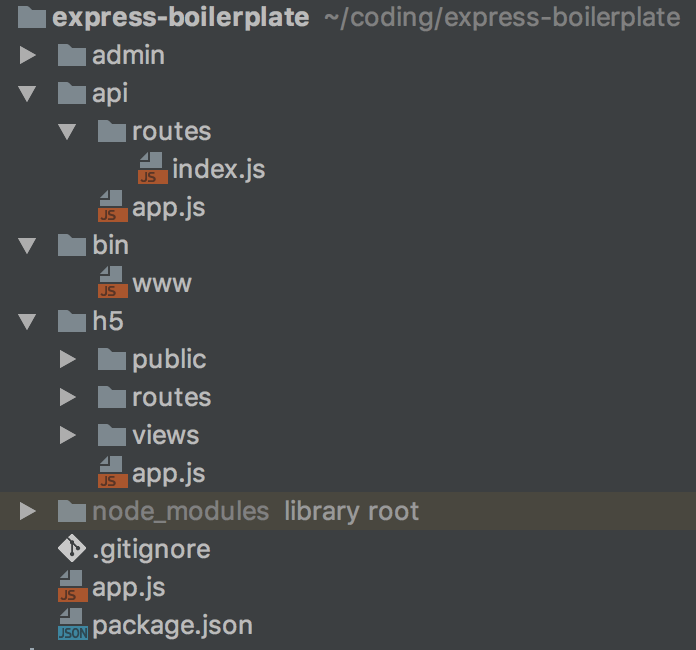 express-boilerplate ~/coding/express-boilerplate
admin
api
routes
JS index.js
JS app.js
bin
JS www
h5
public
routes
views
JS app.js
node_modules library root
.gitignore
JS app.js
JSON package.json